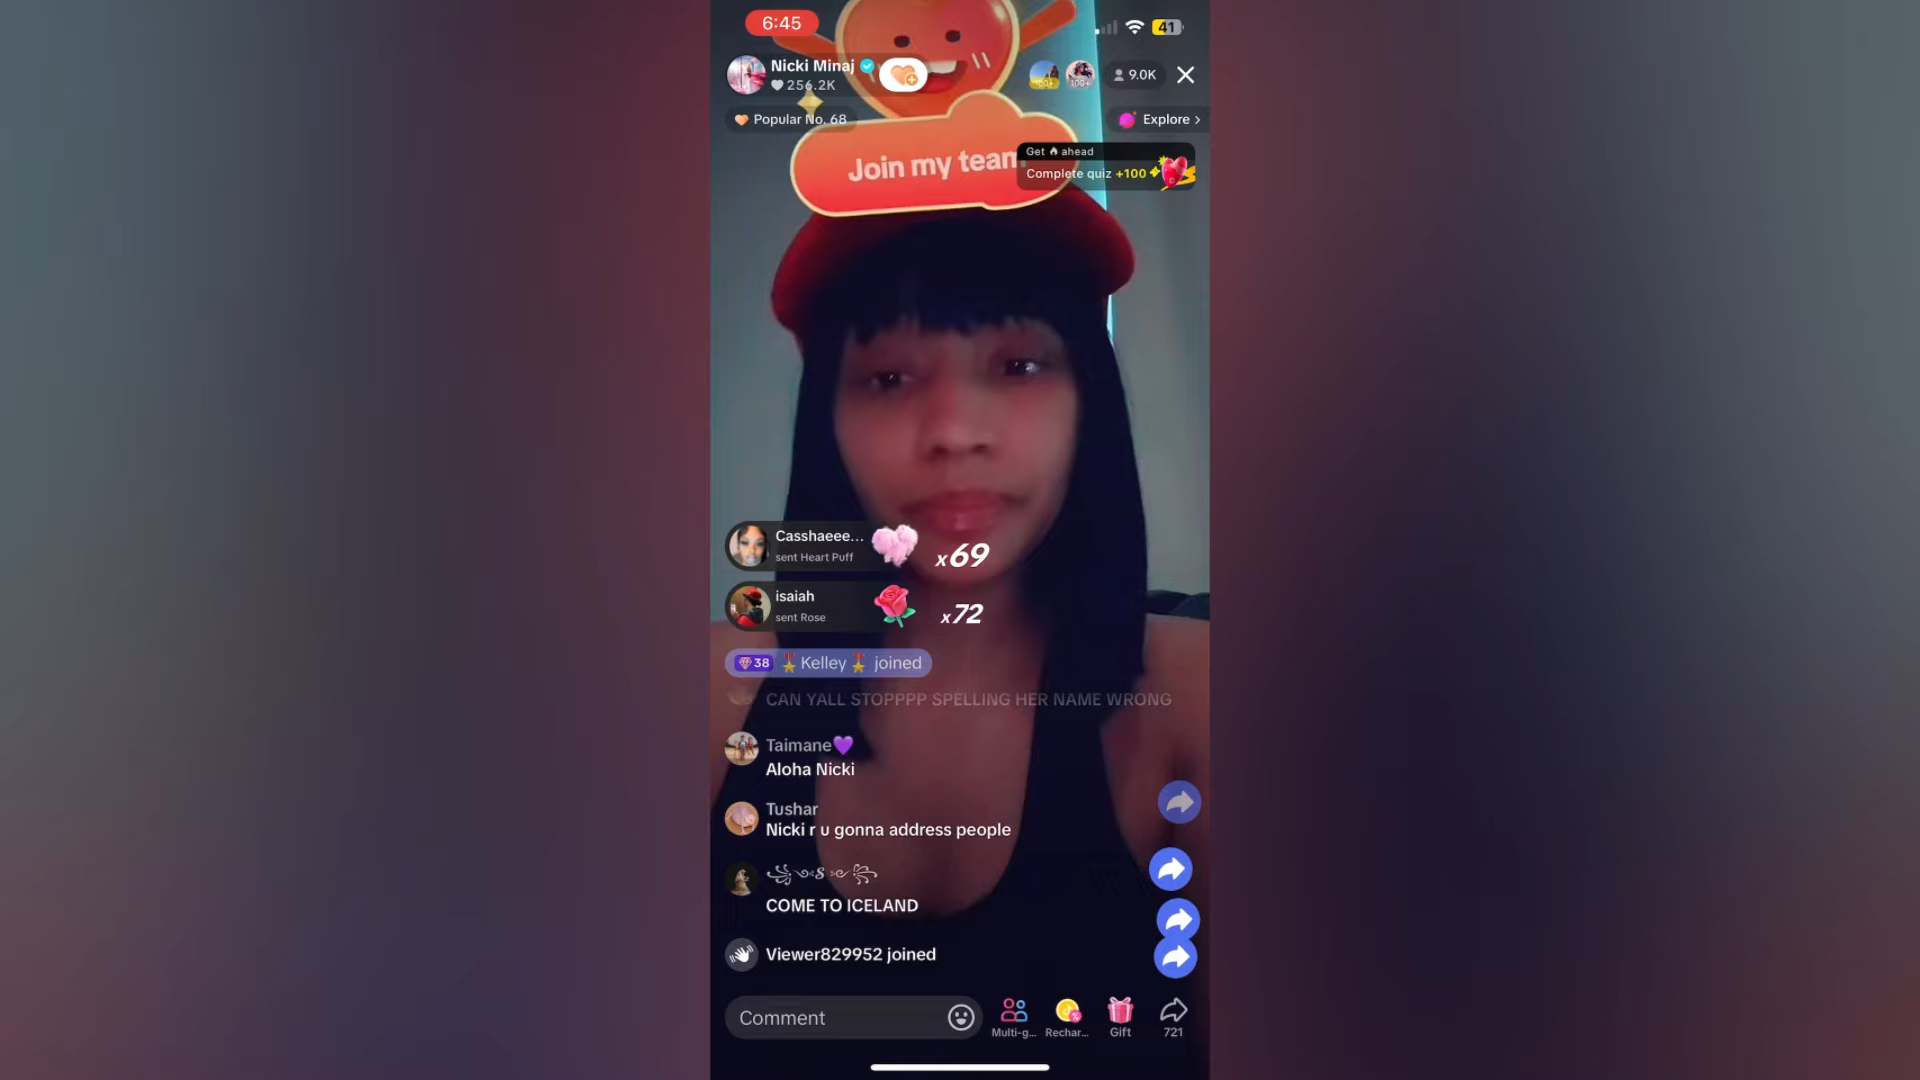 6:45
41
Nicki Minaj
256.2K
9.0K
Popular No. 68
Explore >
Join my team
Get ahead
Complete quiz +100
Casshaeee...
sent Heart Puff
x69
isaiah
sent Rose
x72
38 Kelley joined
CAN YALL STOPPPP SPELLING HER NAME WRONG
Taimane
Aloha Nicki
Tushar
Nicki r u gonna address people
COME TO ICELAND
Viewer829952 joined
Comment
Multi-g...
Rechar...
Gift
721